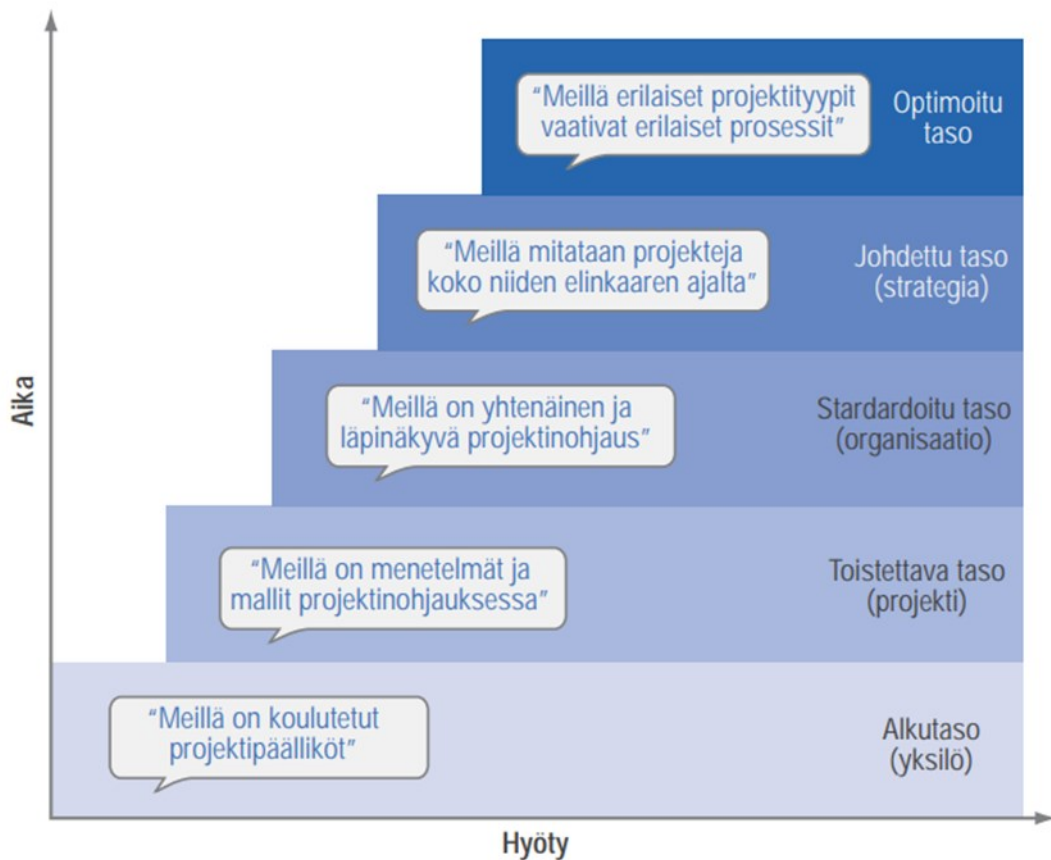 “Meillä erilaiset projektityypit
vaativat erilaiset prosessit”
Optimoitu
taso
“Meillä mitataan projekteja
koko niiden elinkaaren ajalta”
Johdettu taso
(strategia)
“Meillä on yhtenäinen ja
läpinäkyvä projektinohjaus”
Stardardoitu taso
(organisaatio)
“Meillä on menetelmät ja
mallit projektinohjauksessa”
Toistettava taso
(projekti)
“Meillä on koulutetut
projektipäälliköt”
Alkutaso
(yksilö)
Aika
Hyöty